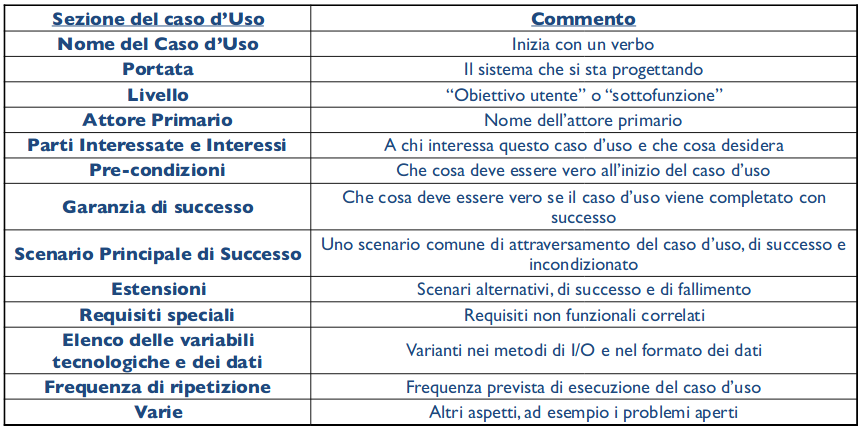 Sezione del caso d'Uso Commento
Nome del Caso d'Uso Inizia con un verbo
Portata Il sistema che si sta progettando
Livello "Obiettivo utente" o "sottofunzione"
Attore Primario Nome dell'attore primario
Parti Interessate e Interessi A chi interessa questo caso d'uso e che cosa desidera
Pre-condizioni Che cosa deve essere vero all'inizio del caso d'uso
Garanzia di successo Che cosa deve essere vero se il caso d'uso viene completato con
successo
Scenario Principale di Successo Uno scenario comune di attraversamento del caso d'uso, di successo e
incondizionato
Estensioni Scenari alternativi, di successo e di fallimento
Requisiti speciali Requisiti non funzionali correlati
Elenco delle variabili
tecnologiche e dei dati Varianti nei metodi di I/O e nel formato dei dati
Frequenza di ripetizione Frequenza prevista di esecuzione del caso d'uso
Varie Altri aspetti, ad esempio i problemi aperti